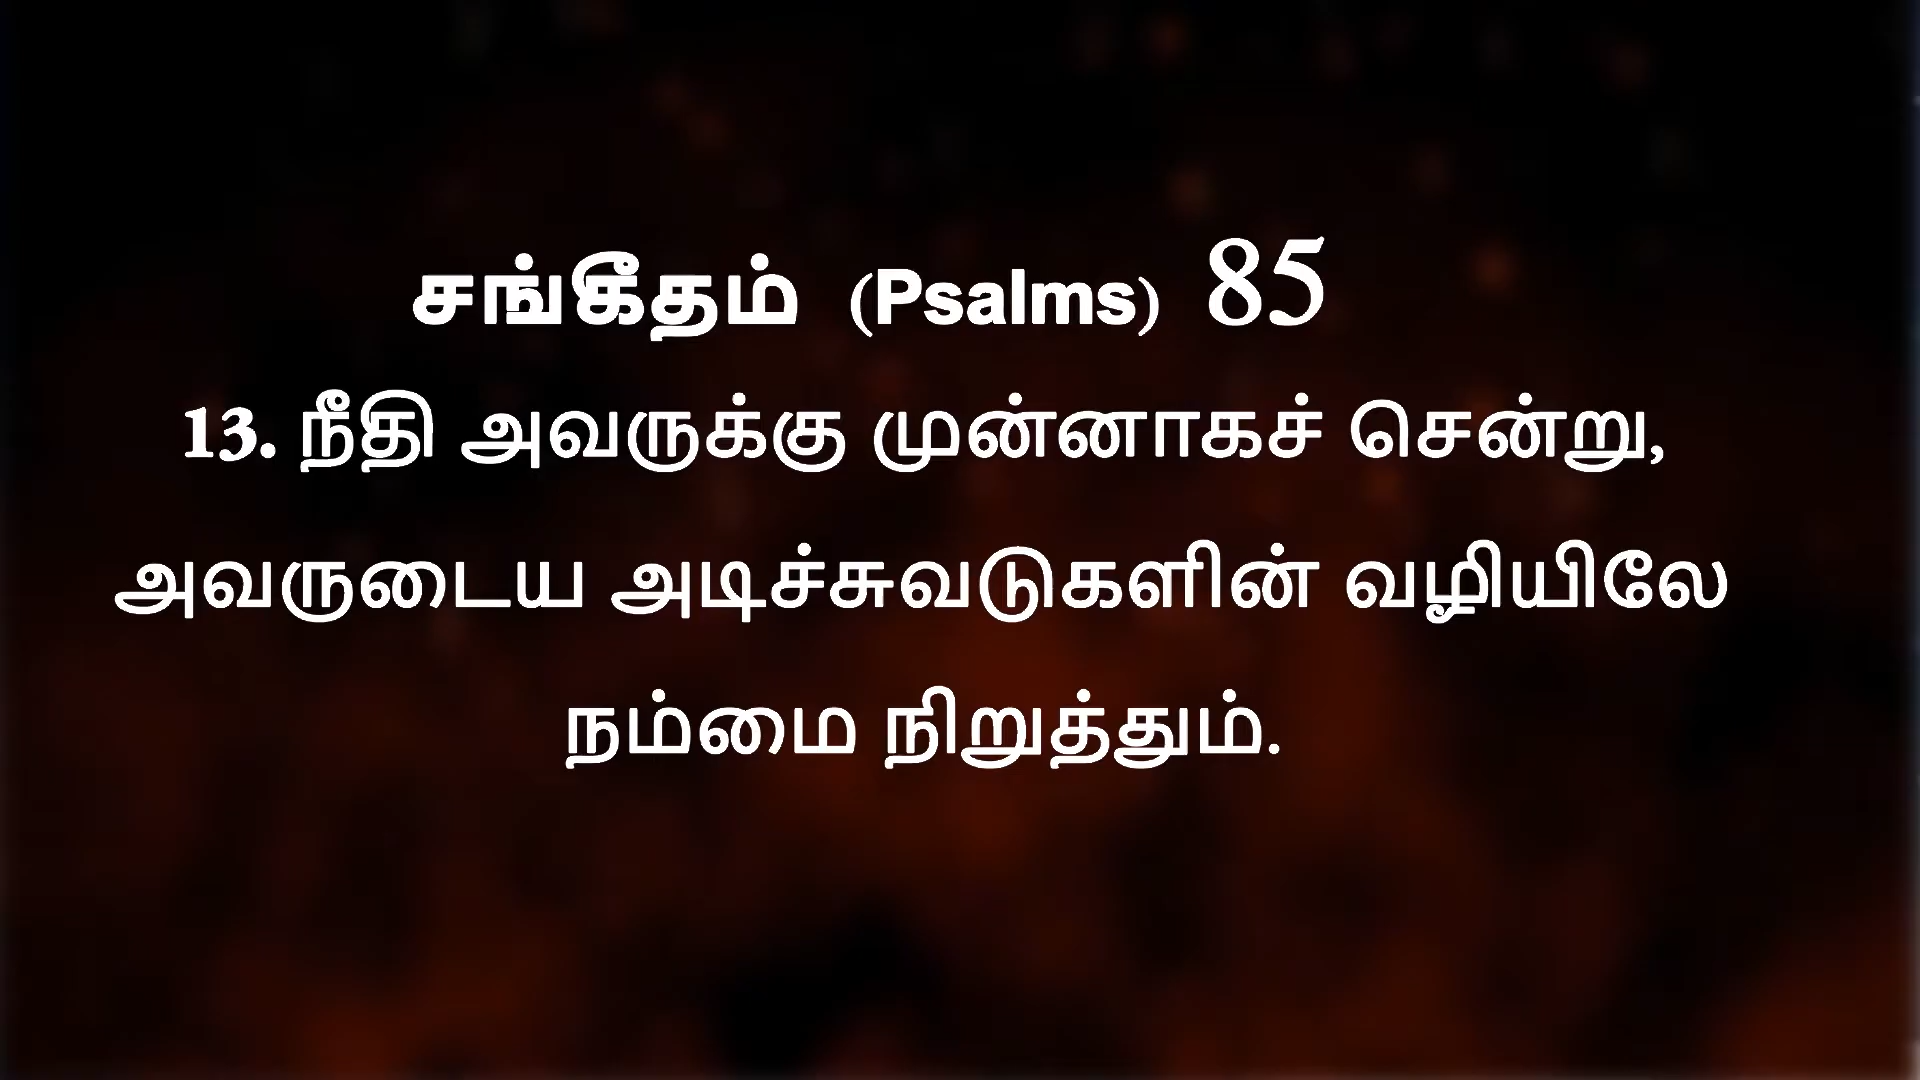 சங்கீதம் (Psalms) 85
13. நீதி அவருக்கு முன்னாகச் சென்று,
அவருடைய அடிச்சுவடுகளின் வழியிலே
நம்மை நிறுத்தும்.